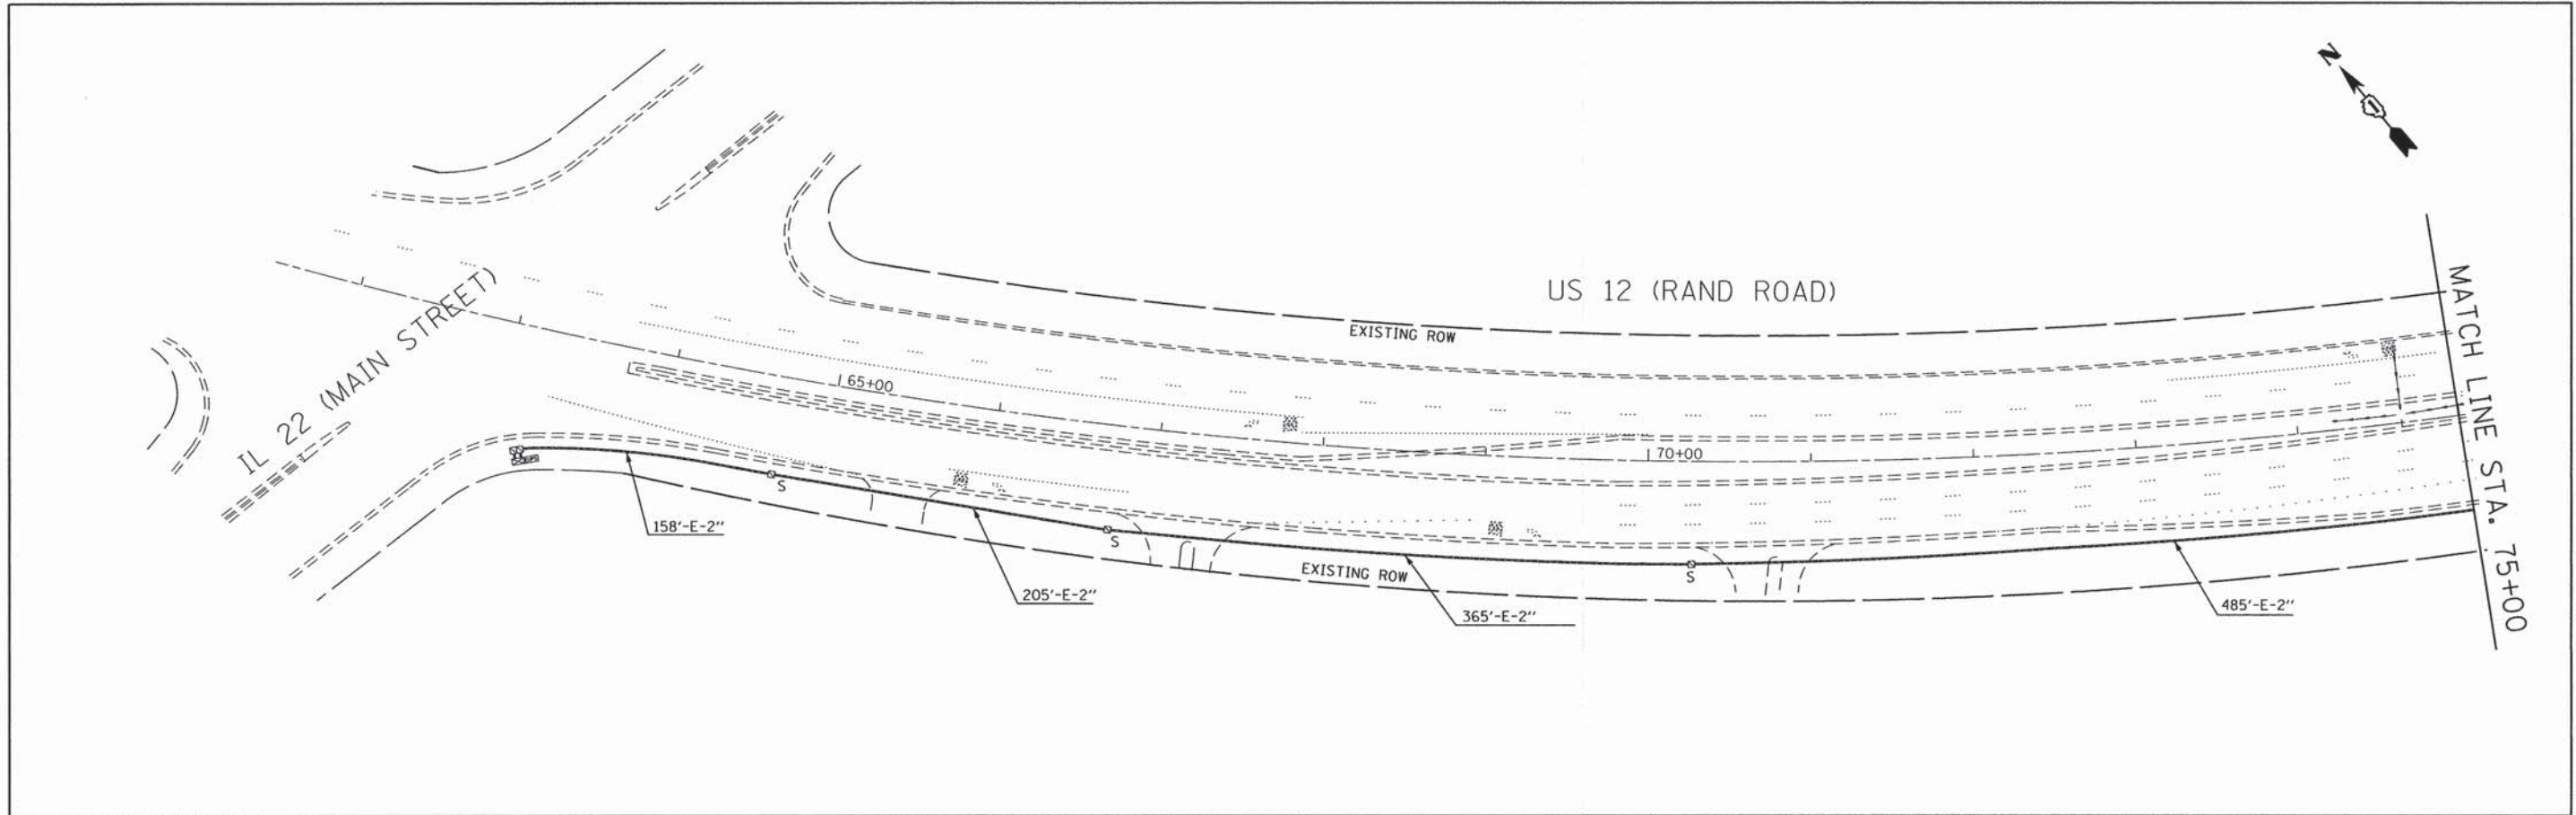 N
US 12 (RAND ROAD)
EXISTING ROW
IL 22 (MAIN STREET)
65+00
70+00
S
S
S
158'-E-2"
205'-E-2"
EXISTING ROW
365'-E-2"
485'-E-2"
MATCH LINE STA. 75+00